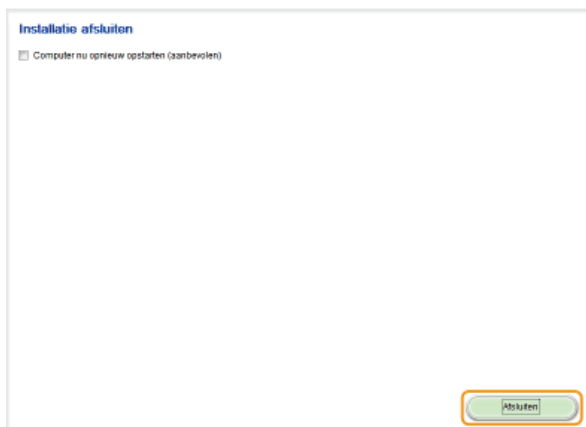 Installatie afsluiten
Computer nu opnieuw opstarten (aanbevolen)
Afsluiten